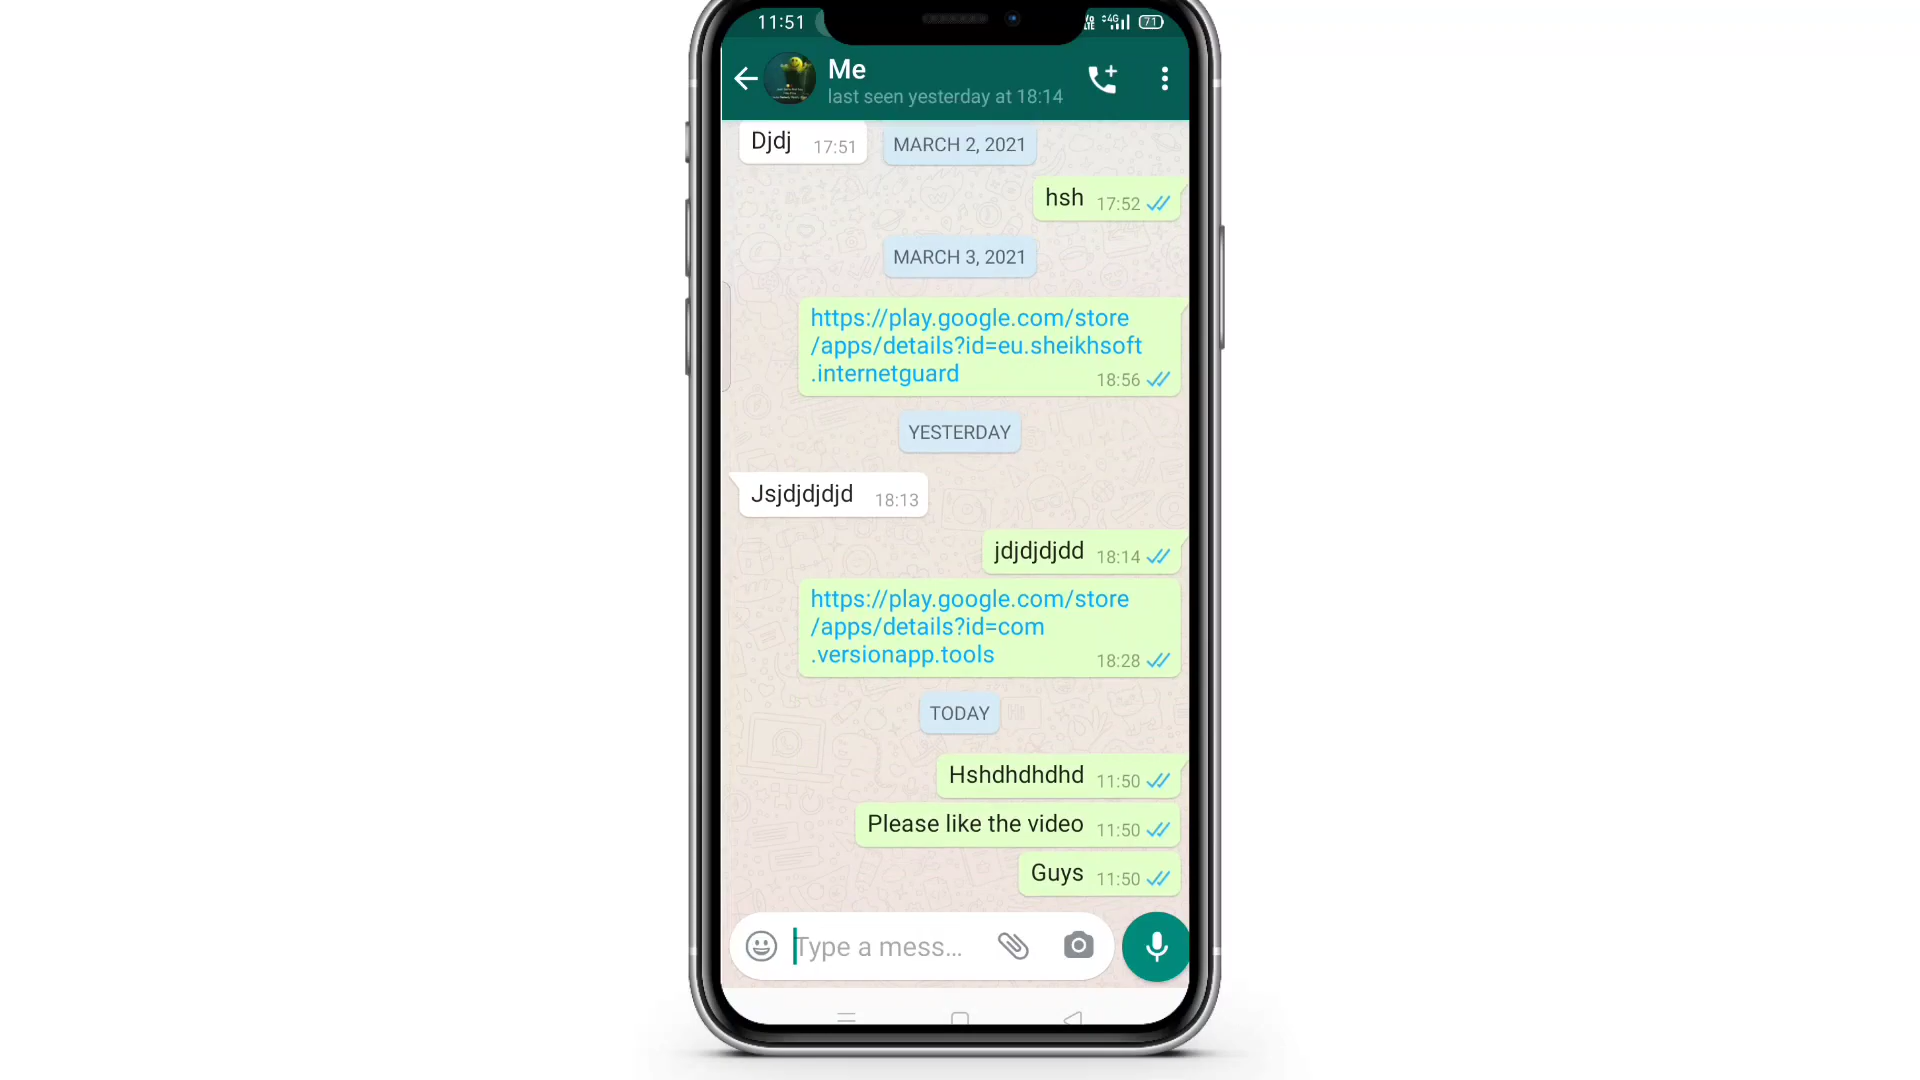 11:51
4G 71
Me
last seen yesterday at 18:14
Djdj 17:51
MARCH 2, 2021
hsh 17:52
MARCH 3, 2021
https://play.google.com/store
/apps/details?id=eu.sheikhsoft
.internetguard 18:56
YESTERDAY
Jsjdjdjdjd 18:13
jdjdjdjdd 18:14
https://play.google.com/store
/apps/details?id=com
.versionapp.tools 18:28
TODAY
Hshdhdhdhd 11:50
Please like the video 11:50
Guys 11:50
Type a mess...